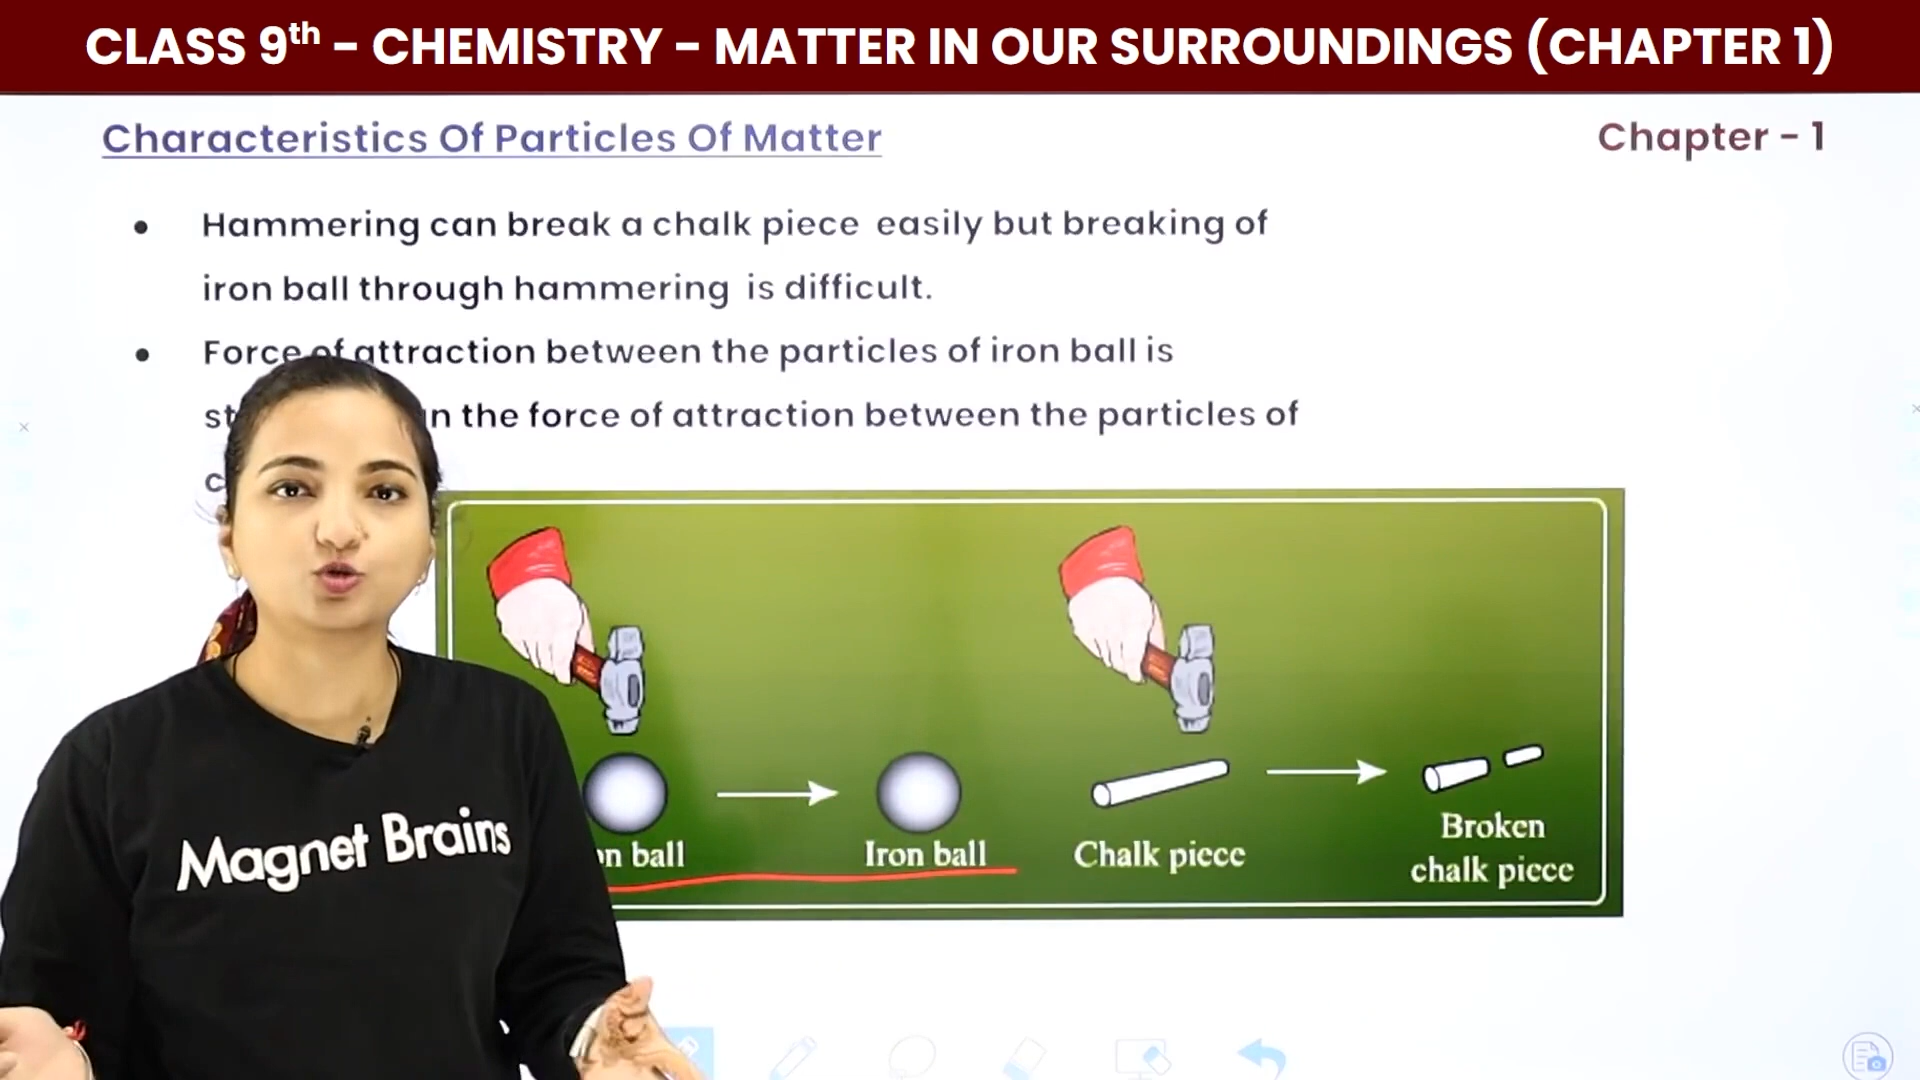 CLASS 9th - CHEMISTRY - MATTER IN OUR SURROUNDINGS (CHAPTER 1)
Characteristics Of Particles Of Matter
Chapter - 1
• Hammering can break a chalk piece easily but breaking of
iron ball through hammering is difficult.
• Force of attraction between the particles of iron ball is
the force of attraction between the particles of
ball
Iron ball
Chalk piece
Broken
chalk piece
Magnet Brains